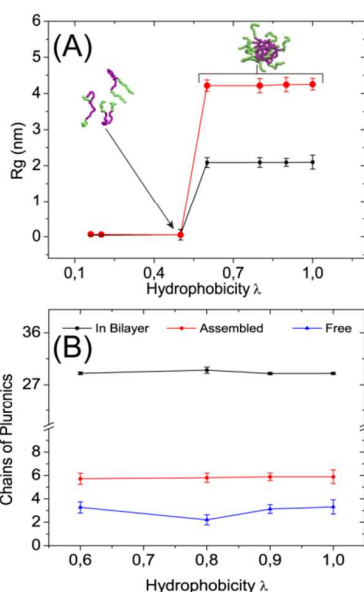 (A)
Rg (nm)
6
5
4
3
2
1
0
0,1 0,4 0,7 1,0
Hydrophobicity λ
(B)
In Bilayer Assembled Free
Chains of Pluronics
36
27
8
6
4
2
0
0,6 0,7 0,8 0,9 1,0
Hydrophobicity λ